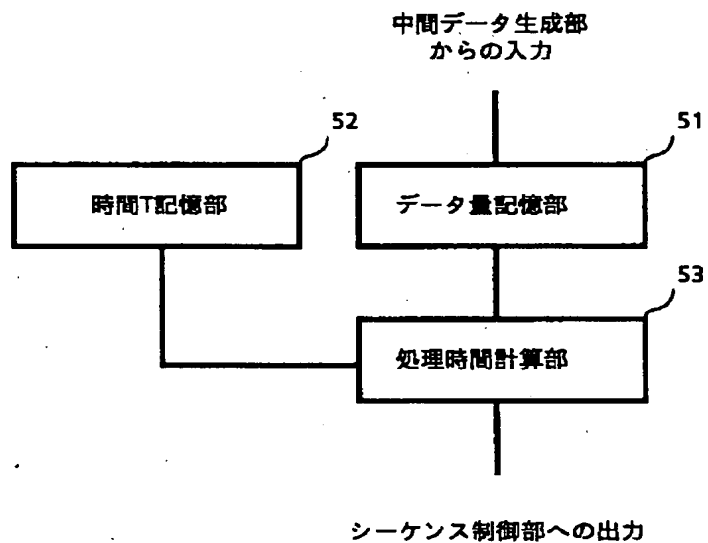 中間データ生成部
からの入力
52
51
時間T記憶部
データ量記憶部
53
処理時間計算部
シーケンス制御部への出力